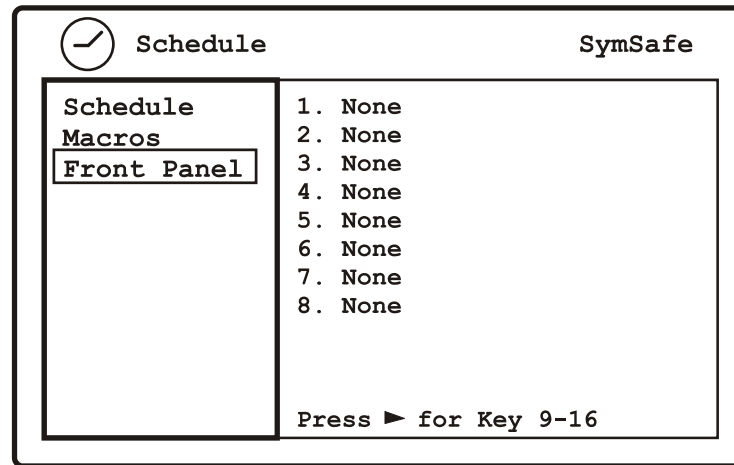 Schedule SymSafe
Schedule
Macros
Front Panel
1. None
2. None
3. None
4. None
5. None
6. None
7. None
8. None
Press ► for Key 9-16